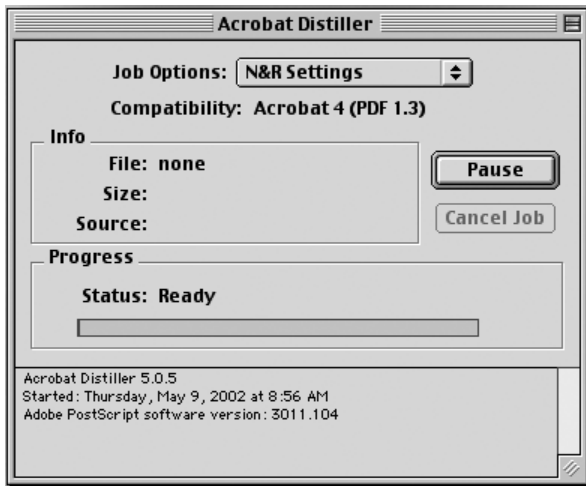 Acrobat Distiller
Job Options: N&R Settings
Compatibility: Acrobat 4 (PDF 1.3)
Info
File: none
Size:
Source:
Pause
Cancel Job
Progress
Status: Ready
Acrobat Distiller 5.0.5
Started: Thursday, May 9, 2002 at 8:56 AM
Adobe PostScript software version: 3011.104